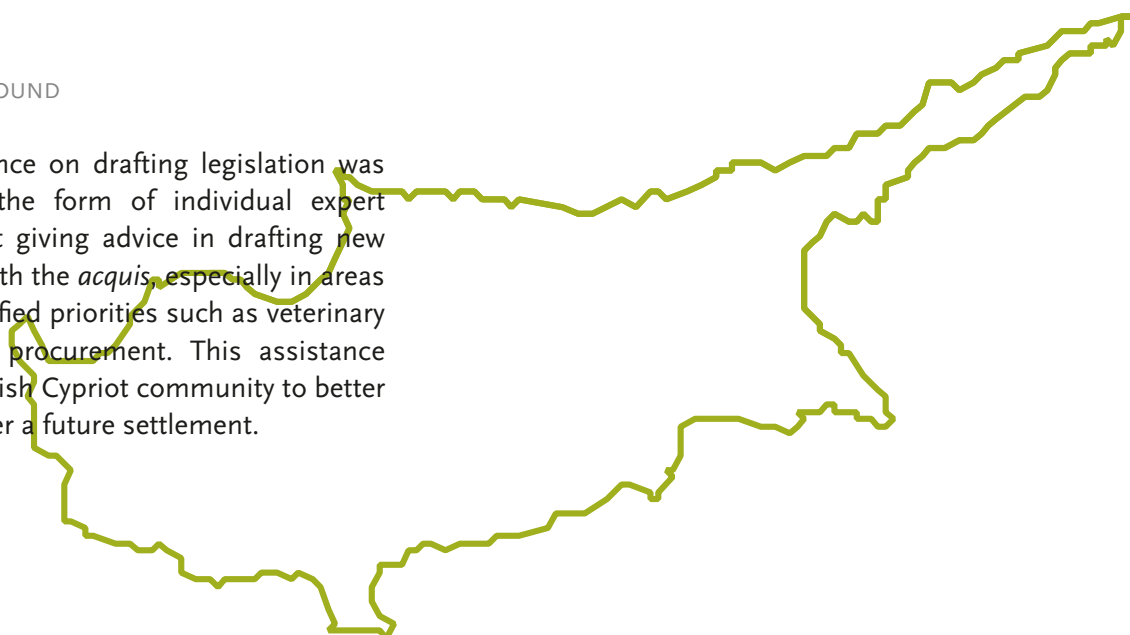 OUND
nce on drafting legislation was
the form of individual expert
t giving advice in drafting new
th the acquis, especially in areas
fied priorities such as veterinary
procurement. This assistance
ish Cypriot community to better
er a future settlement.